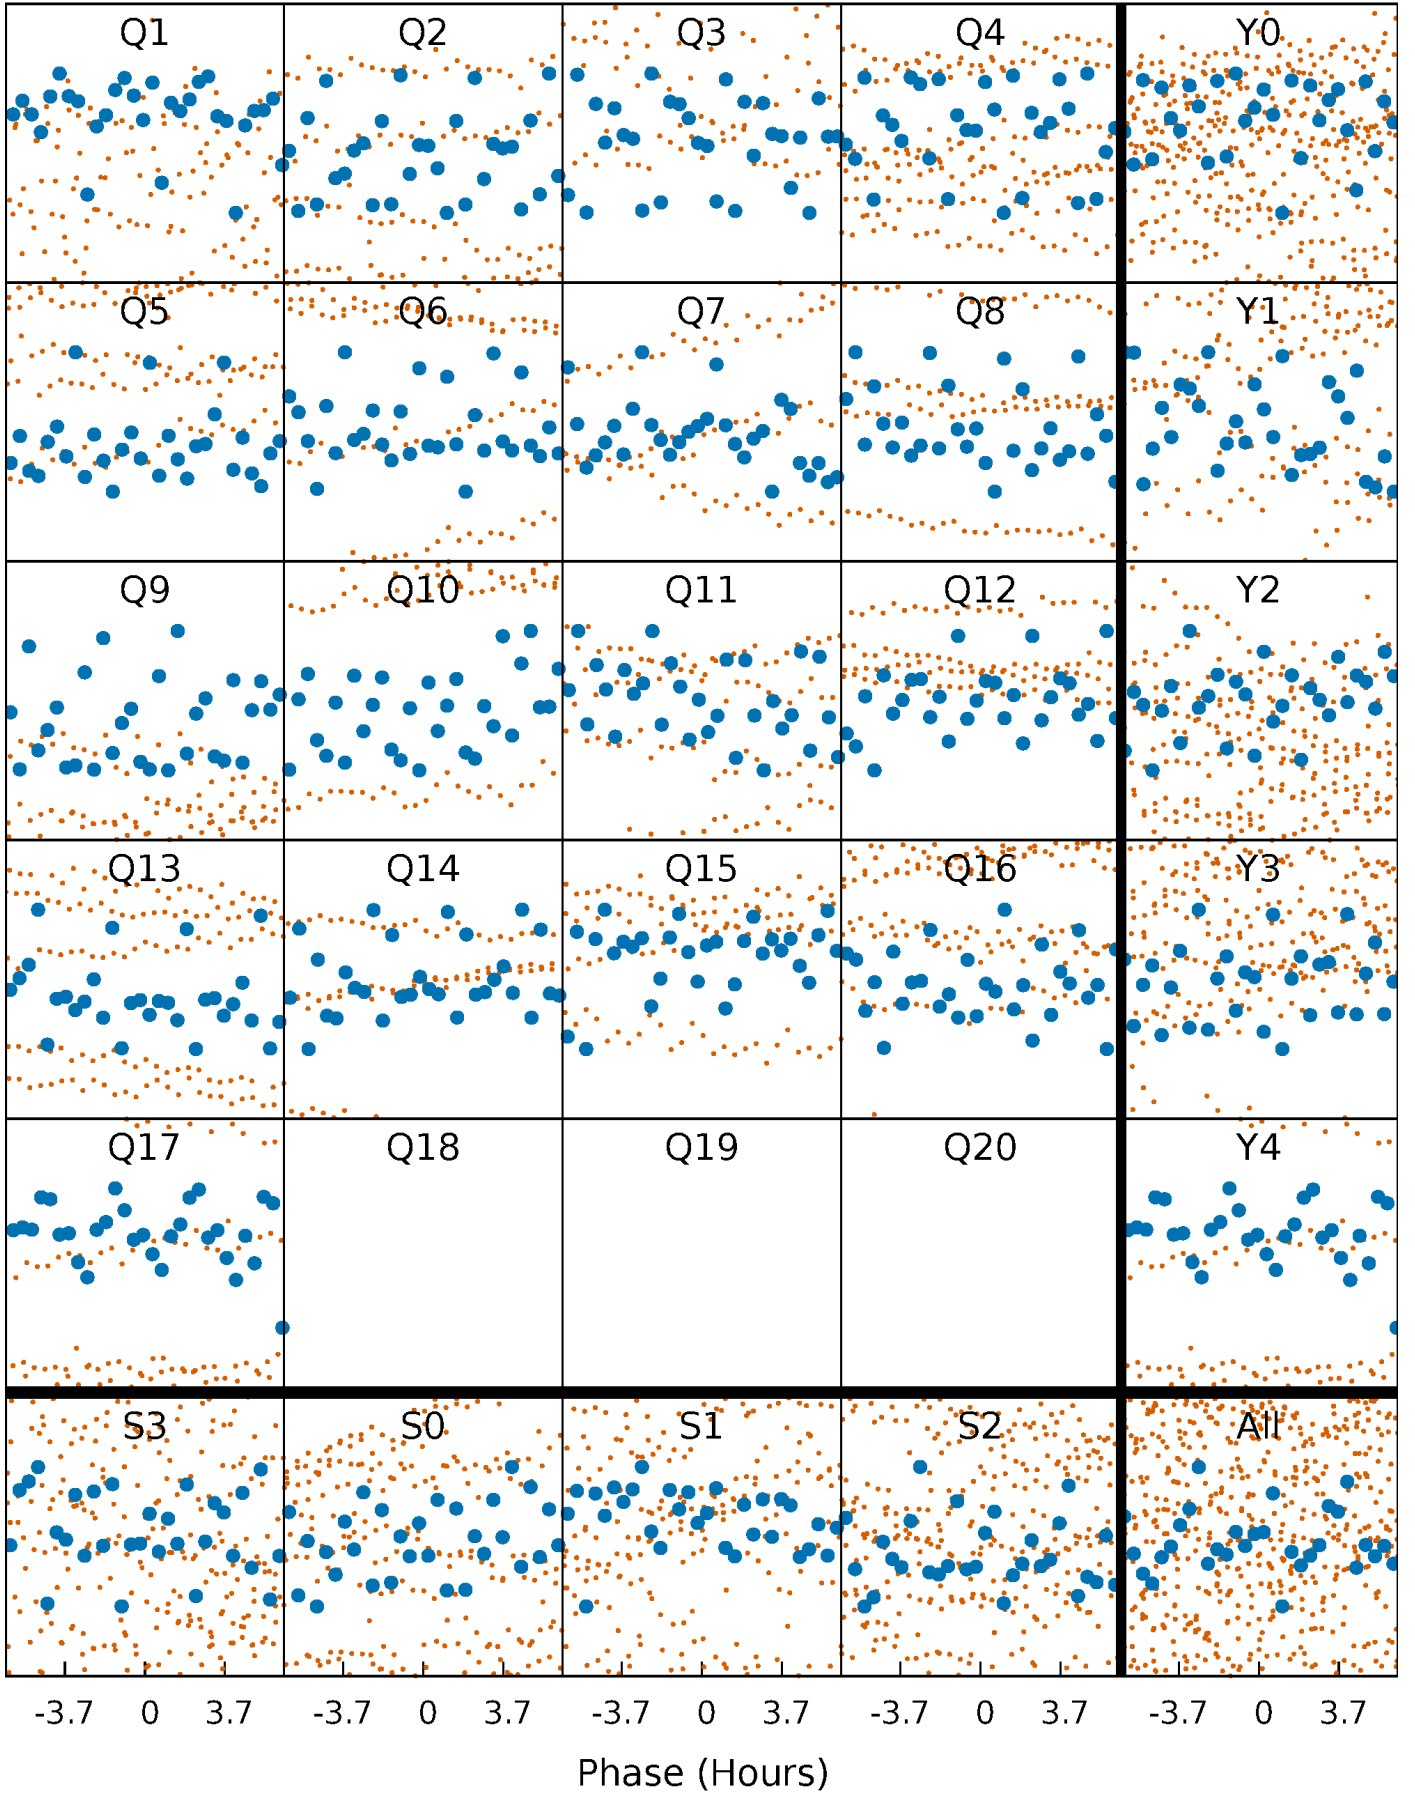 Q1 Q2 Q3 Q4 Y0
Q5 Q6 Q7 Q8 Y1
Q9 Q10 Q11 Q12 Y2
Q13 Q14 Q15 Q16 Y3
Q17 Q18 Q19 Q20 Y4
S3 S0 S1 S2 All
-3.7 0 3.7 -3.7 0 3.7 -3.7 0 3.7 -3.7 0 3.7 -3.7 0 3.7
Phase (Hours)